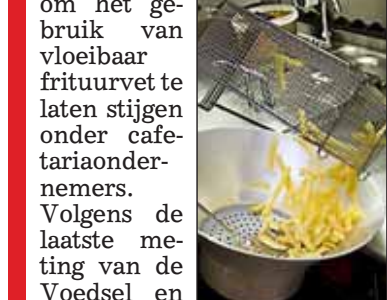 om het ge-
bruik van
vloeibaar
frituurvet te
laten stijgen
onder cafe-
tariaonder-
nemers.
Volgens de
laatste me-
ting van de
Voedsel en